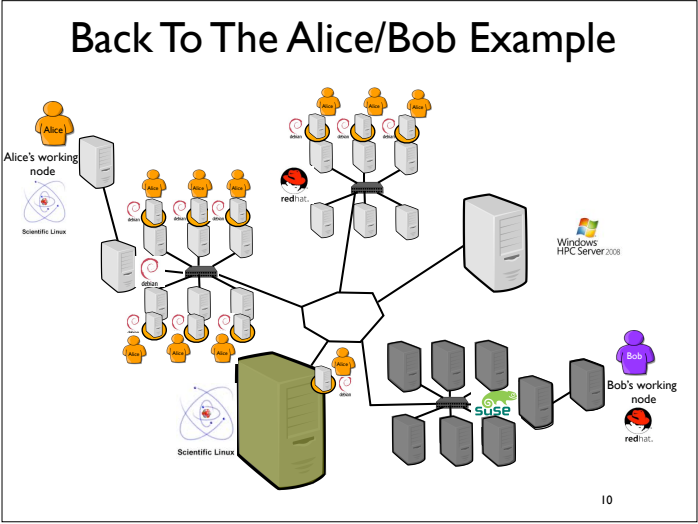 Back To The Alice/Bob Example
Alice
Alice's working
node
Scientific Linux
Alice
Alice
Alice
debian
debian
debian
redhat.
Alice
Alice
Alice
debian
debian
debian
debian
debian
debian
debian
Alice
Alice
Alice
Windows
HPC Server 2008
Alice
debian
Scientific Linux
SUSE
Bob
Bob's working
node
redhat.
10